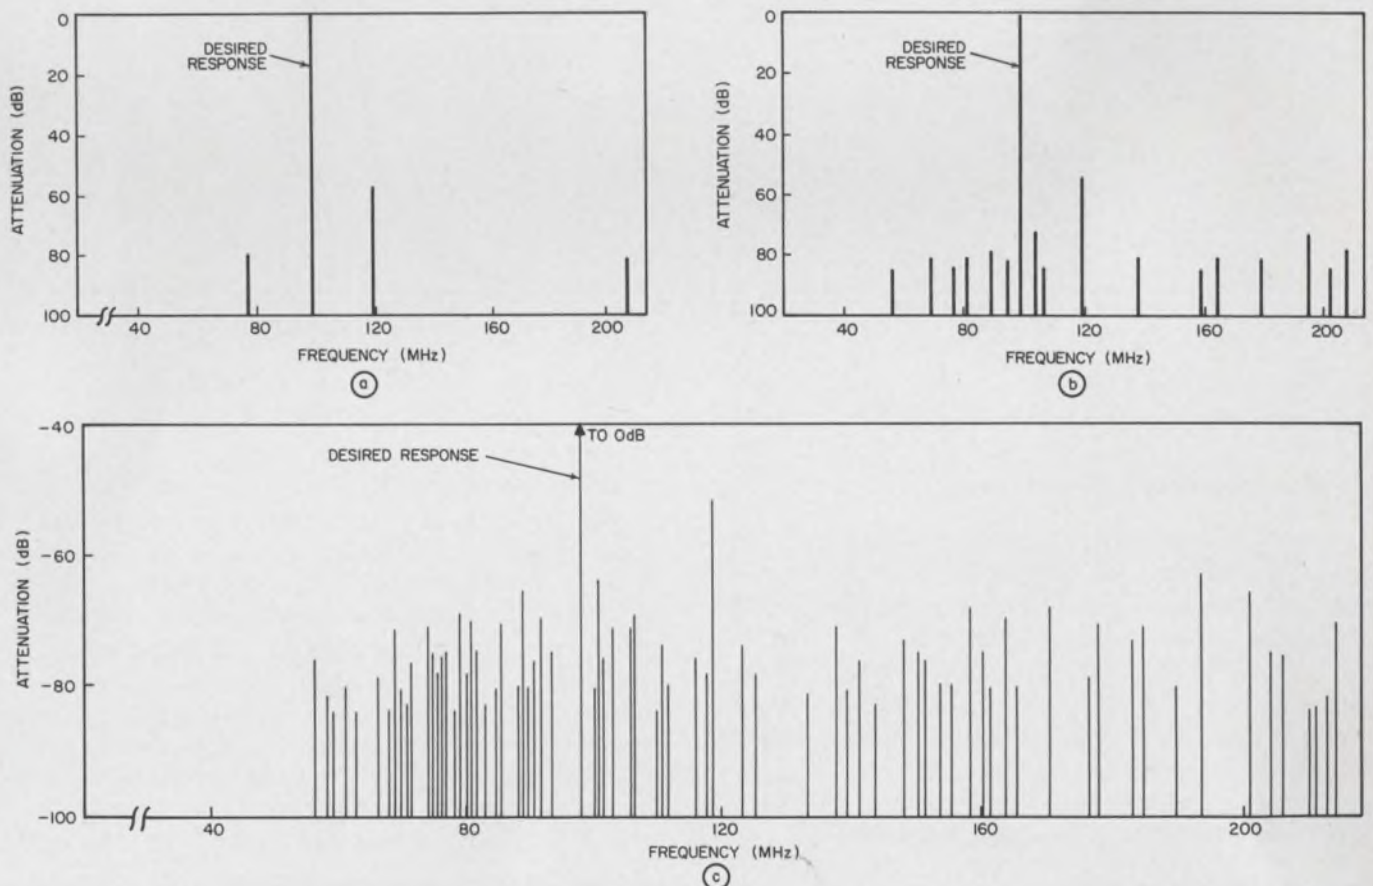 0
20
40
60
80
100
ATTENUATION (dB)
DESIRED
RESPONSE
40 80 120 160 200
FREQUENCY (MHz)
a
0
20
40
60
80
100
ATTENUATION (dB)
DESIRED
RESPONSE
40 80 120 160 200
FREQUENCY (MHz)
b
-40
-60
-80
-100
ATTENUATION (dB)
TO 0dB
DESIRED RESPONSE
40 80 120 160 200
FREQUENCY (MHz)
c